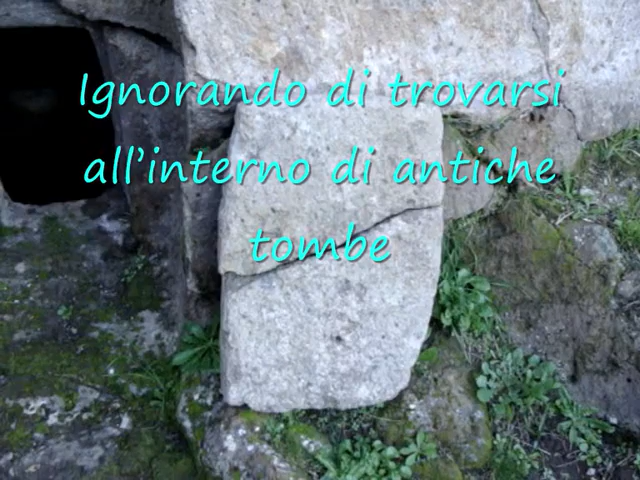 Ignorando di trovarsi
all’interno di antiche
tombe